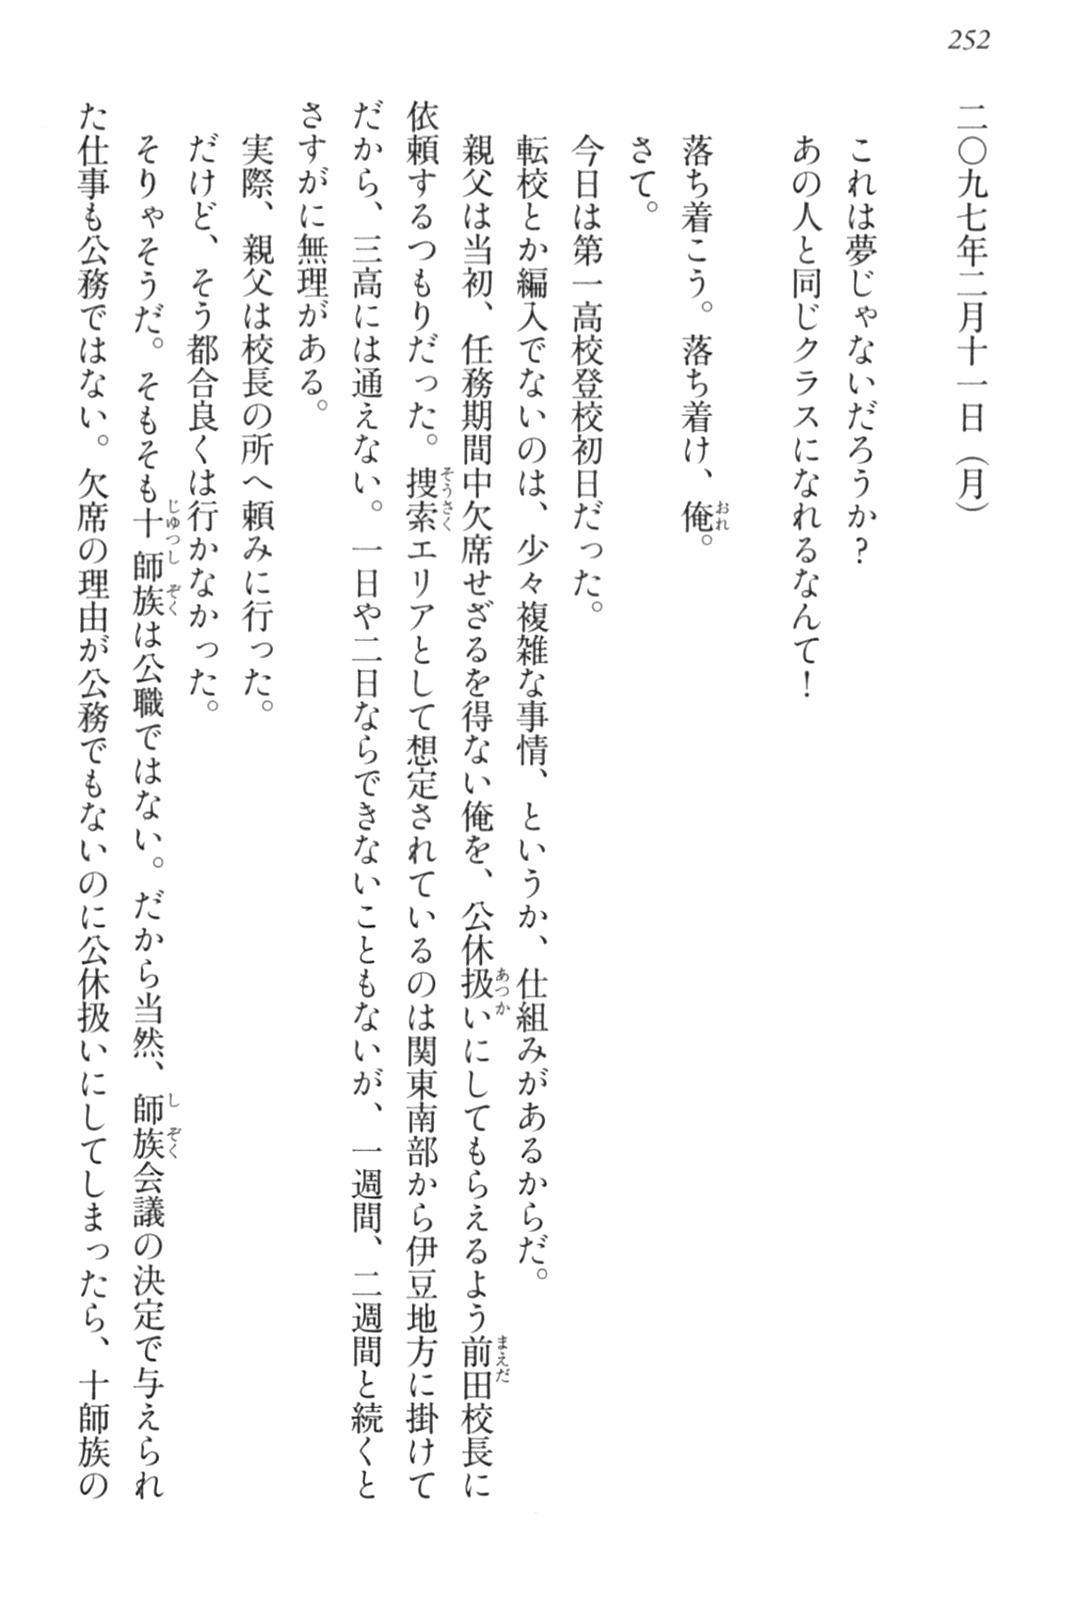 252
二〇九七年二月十一日（月）
これは夢じゃないだろうか？
あの人と同じクラスになれるなんて！
落ち着こう。落ち着け、俺。
さて。
今日は第一高校登校初日だった。
転校とか編入でないのは、少々複雑な事情、というか、仕組みがあるからだ。
親父は当初、任務期間中欠席せざるを得ない俺を、公休扱いにしてもらえるよう前田校長に
依頼するつもりだった。捜索エリアとして想定されているのは関東南部から伊豆地方に掛けて
だから、三高には通えない。一日や二日ならできないこともないが、一週間、二週間と続くと
さすがに無理がある。
実際、親父は校長の所へ頼みに行った。
だけど、そう都合良くは行かなかった。
そりゃそうだ。そもそも十師族は公職ではない。だから当然、師族会議の決定で与えられ
た仕事も公務ではない。欠席の理由が公務でもないのに公休扱いにしてしまったら、十師族の